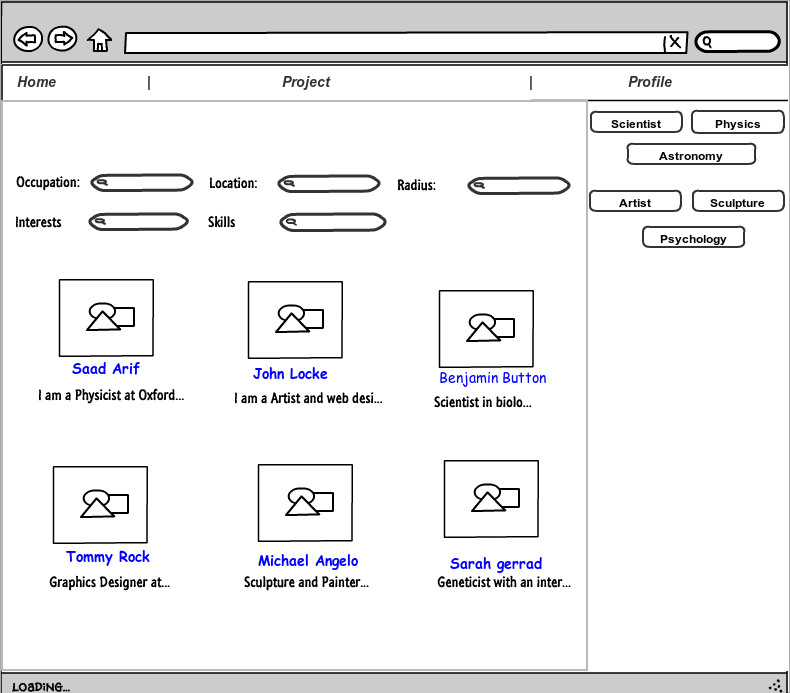 Home | Project | Profile
Scientist Physics
Astronomy
Occupation: Location: Radius:
Artist Sculpture
Interests Skills
Psychology
Saad Arif John Locke Benjamin Button
I am a Physicist at Oxford... I am a Artist and web desi... Scientist in biolo...
Tommy Rock Michael Angelo Sarah gerrad
Graphics Designer at... Sculpture and Painter... Geneticist with an inter...
LOADING...